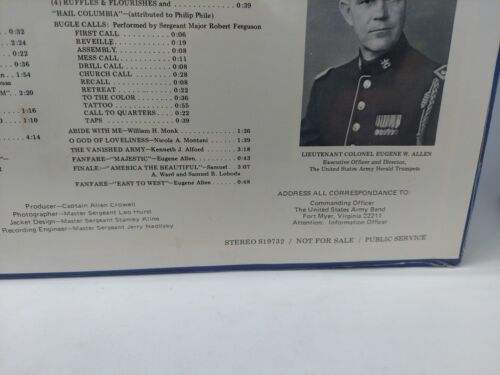 (4) RUFFLES & FLOURISHES and
"HAIL COLUMBIA"—(attributed to Philip Phile) 0:39
BUGLE CALLS: Performed by Sergeant Major Robert Ferguson
FIRST CALL 0:06
REVEILLE 0:19
ASSEMBLY 0:08
MESS CALL 0:11
DRILL CALL 0:08
CHURCH CALL 0:28
RECALL 0:08
RETREAT 0:22
TO THE COLOR 0:36
TATTOO 0:55
CALL TO QUARTERS 0:22
TAPS 0:39
ABIDE WITH ME—William H. Monk 1:36
O GOD OF LOVELINESS—Nicola A. Montani 1:39
THE VANISHED ARMY—Kenneth J. Alford 3:18
FANFARE—"MAJESTIC"—Eugene Allen 0:43
FINALE—"AMERICA THE BEAUTIFUL"—Samuel 3:05
A. Ward and Samuel B. Loboda
FANFARE—"EAST TO WEST"—Eugene Allen 0:48
0:32
2:24
0:22
0:36
1:54
M" 2:20
1:16
1:10
4:14
Producer—Captain Allen Crowell
Photographer—Master Sergeant Len Hurst
Jacket Design—Master Sergeant Stanley Kline
Recording Engineer—Master Sergeant Jerry Nadilsky
LIEUTENANT COLONEL EUGENE W. ALLEN
Executive Officer and Director,
The United States Army Herald Trumpets
ADDRESS ALL CORRESPONDENCE TO:
Commanding Officer
The United States Army Band
Fort Myer, Virginia 22211
Attention: Information Officer
STEREO S19732 / NOT FOR SALE / PUBLIC SERVICE